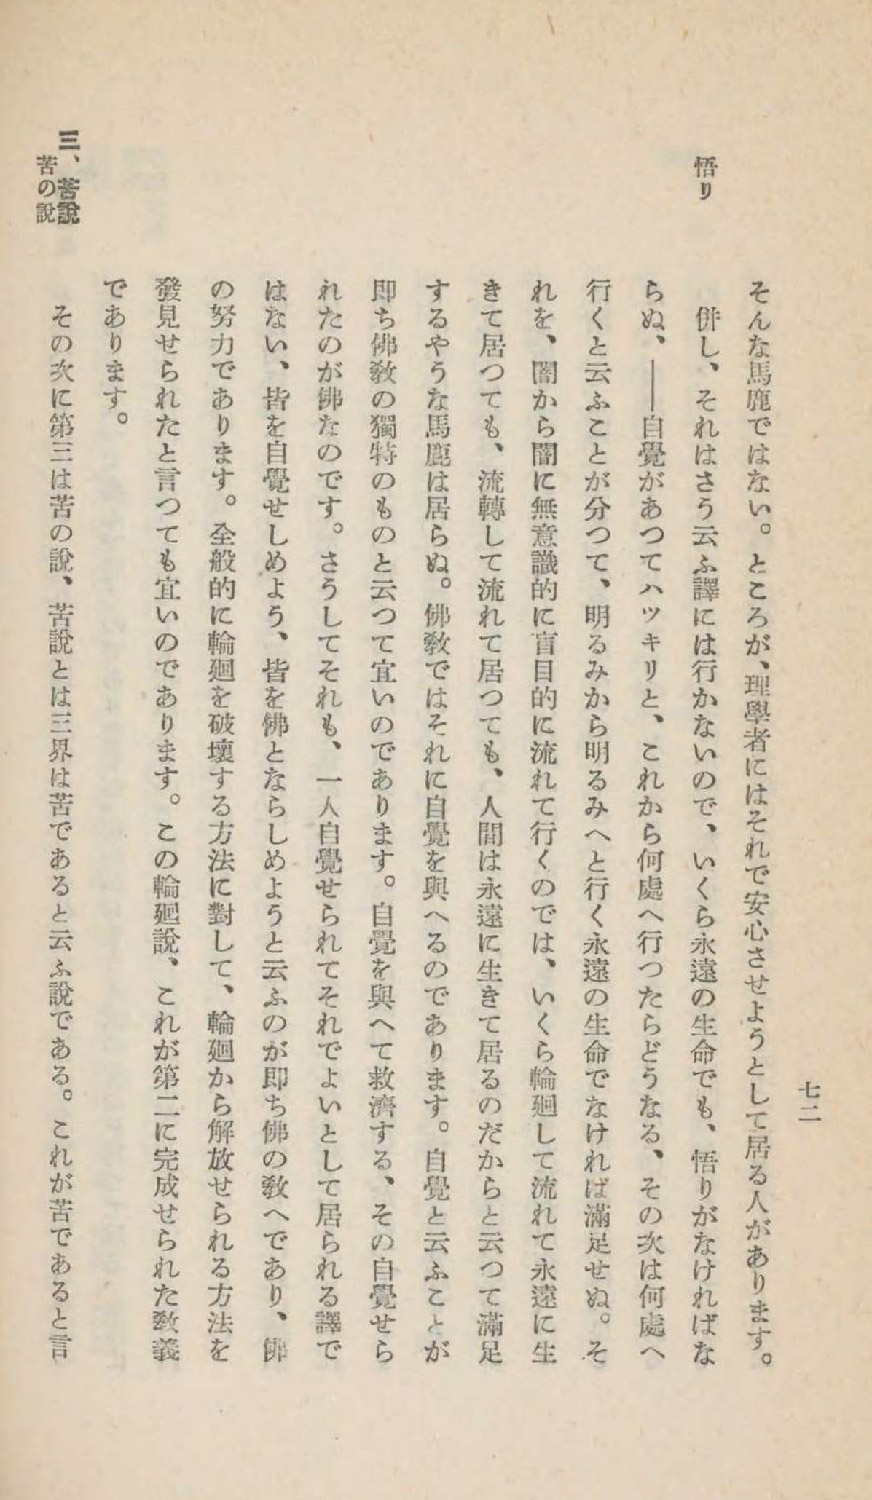 七二
そんな馬鹿ではない。ところが、理學者にはそれで安心させようとして居る人があります。
悟り
併し、それはさう云ふ譯には行かないので、いくら永遠の生命でも、悟りがなければな
らぬ、――自覺があつてハツキリと、これから何處へ行つたらどうなる、その次は何處へ
行くと云ふことが分つて、明るみから明るみへと行く永遠の生命でなければ滿足せぬ。そ
れを、闇から闇に無意識的に盲目的に流れて行くのでは、いくら輪廻して流れて永遠に生
きて居つても、流轉して流れて居つても、人間は永遠に生きて居るのだからと云つて滿足
するやうな馬鹿は居らぬ。佛敎ではそれに自覺を與へるのであります。自覺と云ふことが
卽ち佛敎の獨特のものと云つて宜いのであります。自覺を與へて救濟する、その自覺せら
れたのが佛なのです。さうしてそれも、一人自覺せられてそれでよいとして居られる譯で
はない、皆を自覺せしめよう、皆を佛とならしめようと云ふのが卽ち佛の敎へであり、佛
の努力であります。全般的に輪廻を破壞する方法に對して、輪廻から解放せられる方法を
發見せられたと言つても宜いのであります。この輪廻說、これが第二に完成せられた敎義
であります。
三、苦說
苦の說
その次に第三は苦の說、苦說とは三界は苦であると云ふ說である。これが苦であると言